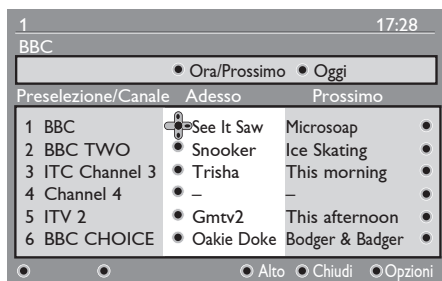 1 17:28
BBC
Ora/Prossimo Oggi
Preselezione/Canale Adesso Prossimo
1 BBC See It Saw Microsoap
2 BBC TWO Snooker Ice Skating
3 ITC Channel 3 Trisha This morning
4 Channel 4 – –
5 ITV 2 Gmtv2 This afternoon
6 BBC CHOICE Oakie Doke Bodger & Badger
Alto Chiudi Opzioni